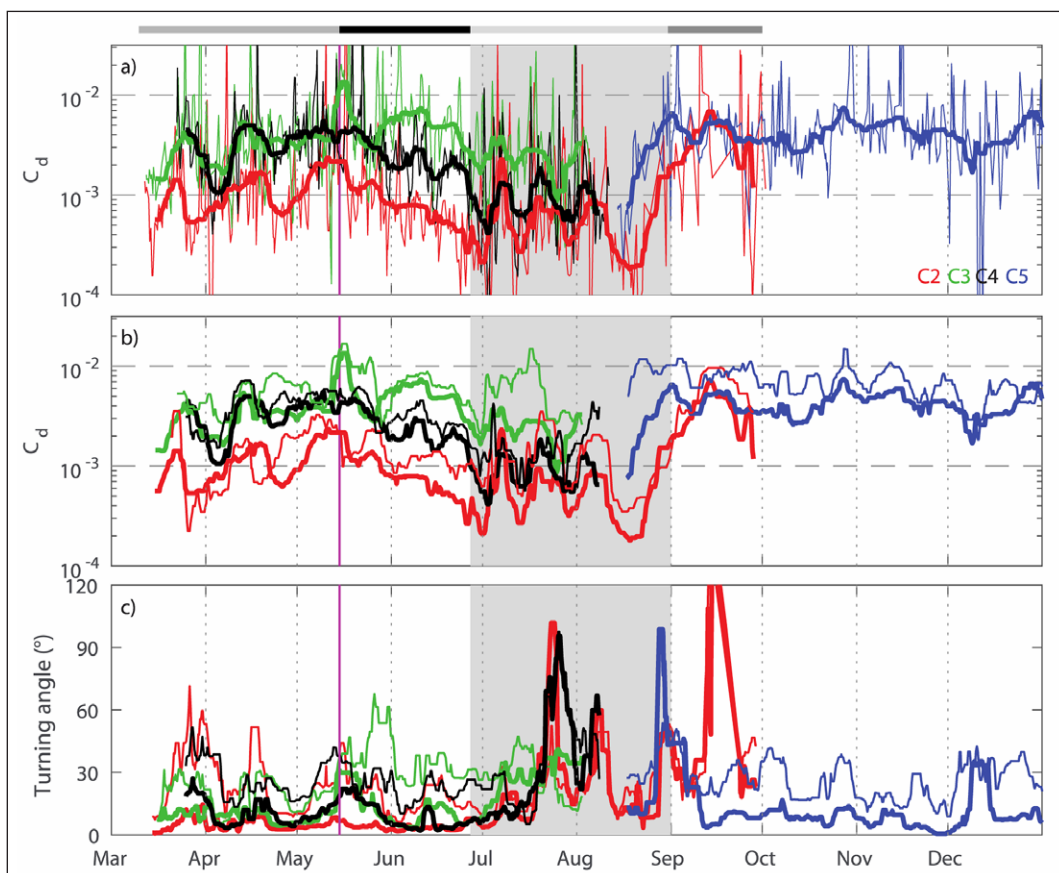 a)
C_d
10^-2
10^-3
10^-4
C2 C3 C4 C5
b)
C_d
10^-2
10^-3
10^-4
c)
Turning angle (°)
120
90
60
30
0
Mar Apr May Jun Jul Aug Sep Oct Nov Dec